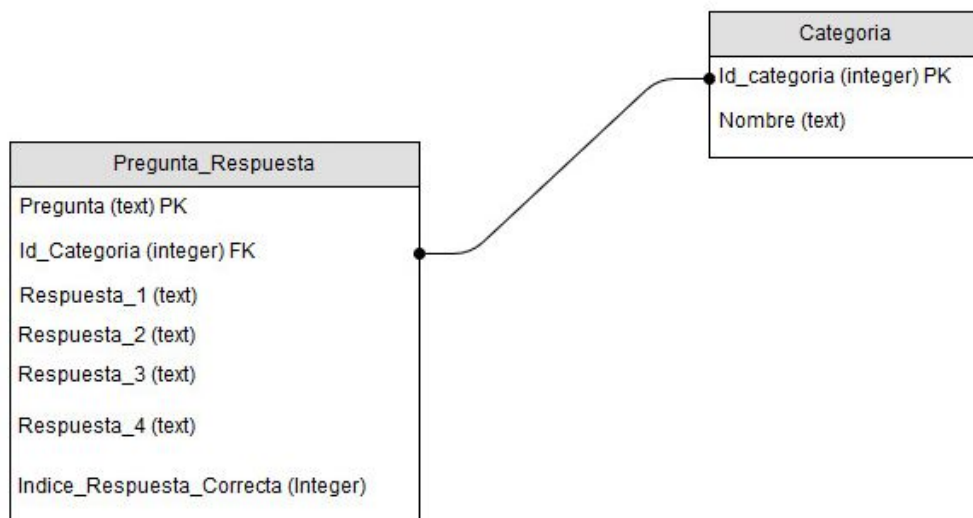 Categoria
Id_categoria (integer) PK
Nombre (text)
Pregunta_Respuesta
Pregunta (text) PK
Id_Categoria (integer) FK
Respuesta_1 (text)
Respuesta_2 (text)
Respuesta_3 (text)
Respuesta_4 (text)
Indice_Respuesta_Correcta (Integer)